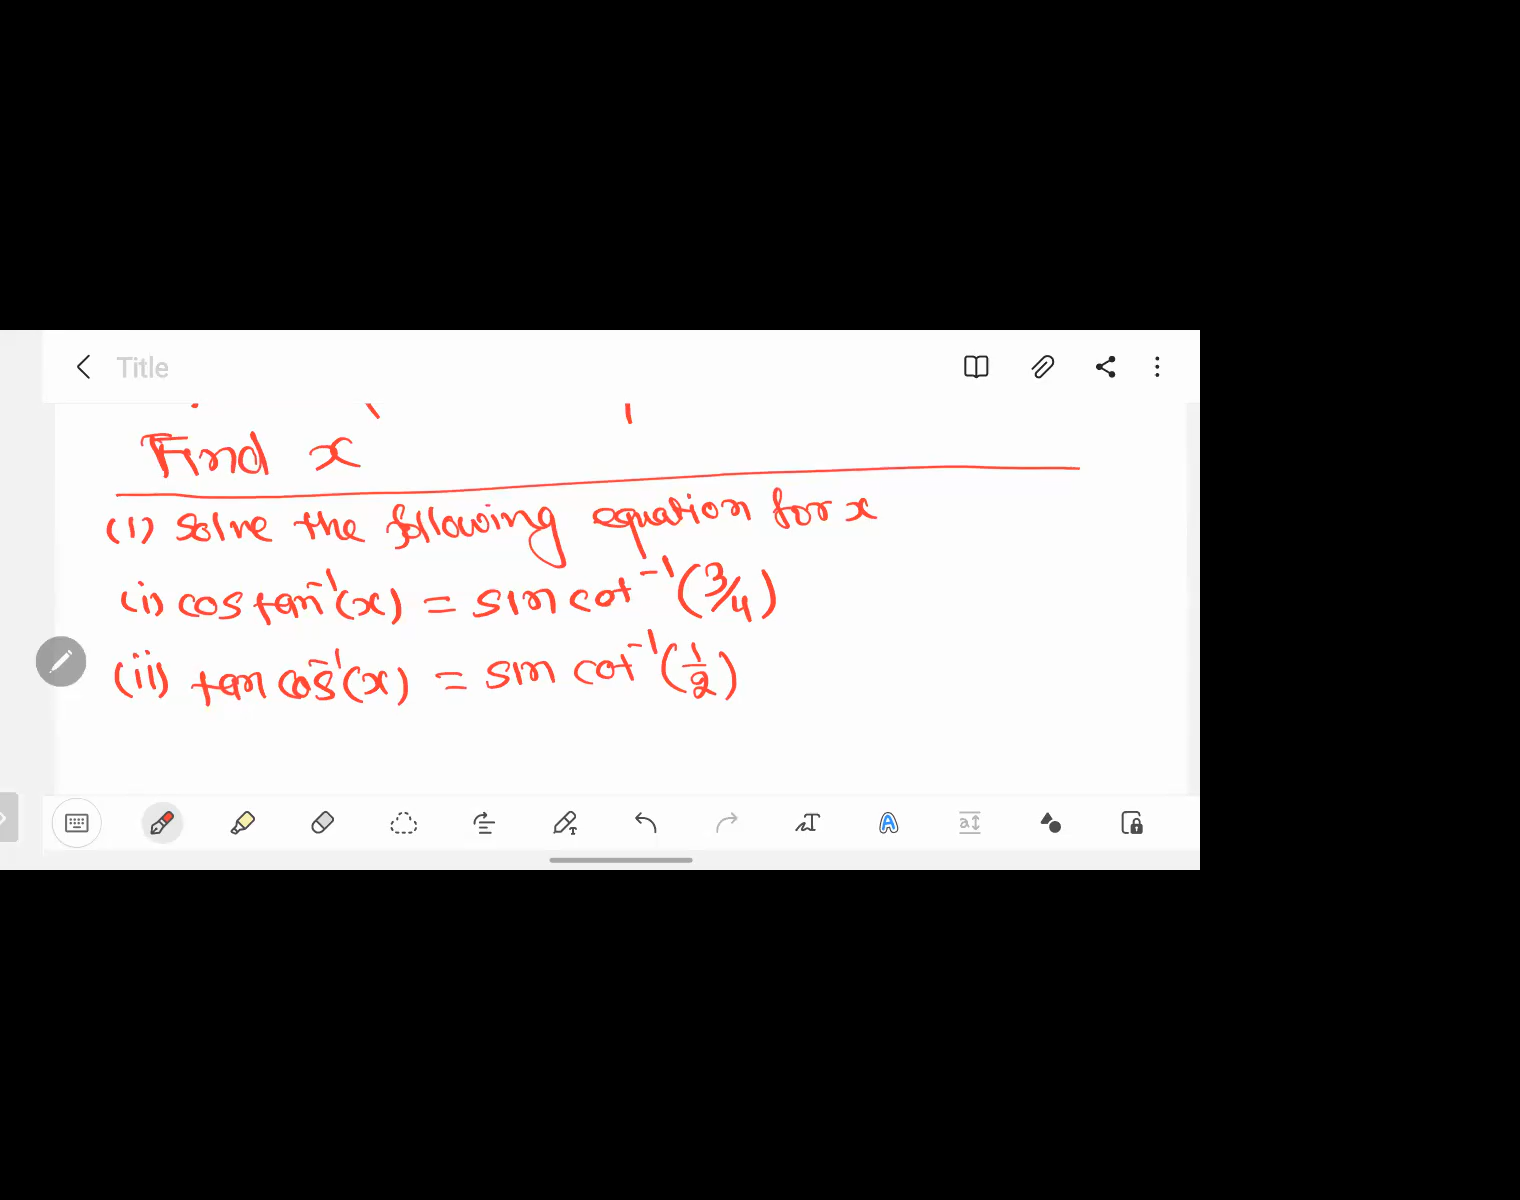 Title
Find x
(1) Solve the following equation for x
(i) cos tan⁻¹(x) = sin cot⁻¹(3/4)
(ii) tan cos⁻¹(x) = sin cot⁻¹(1/2)